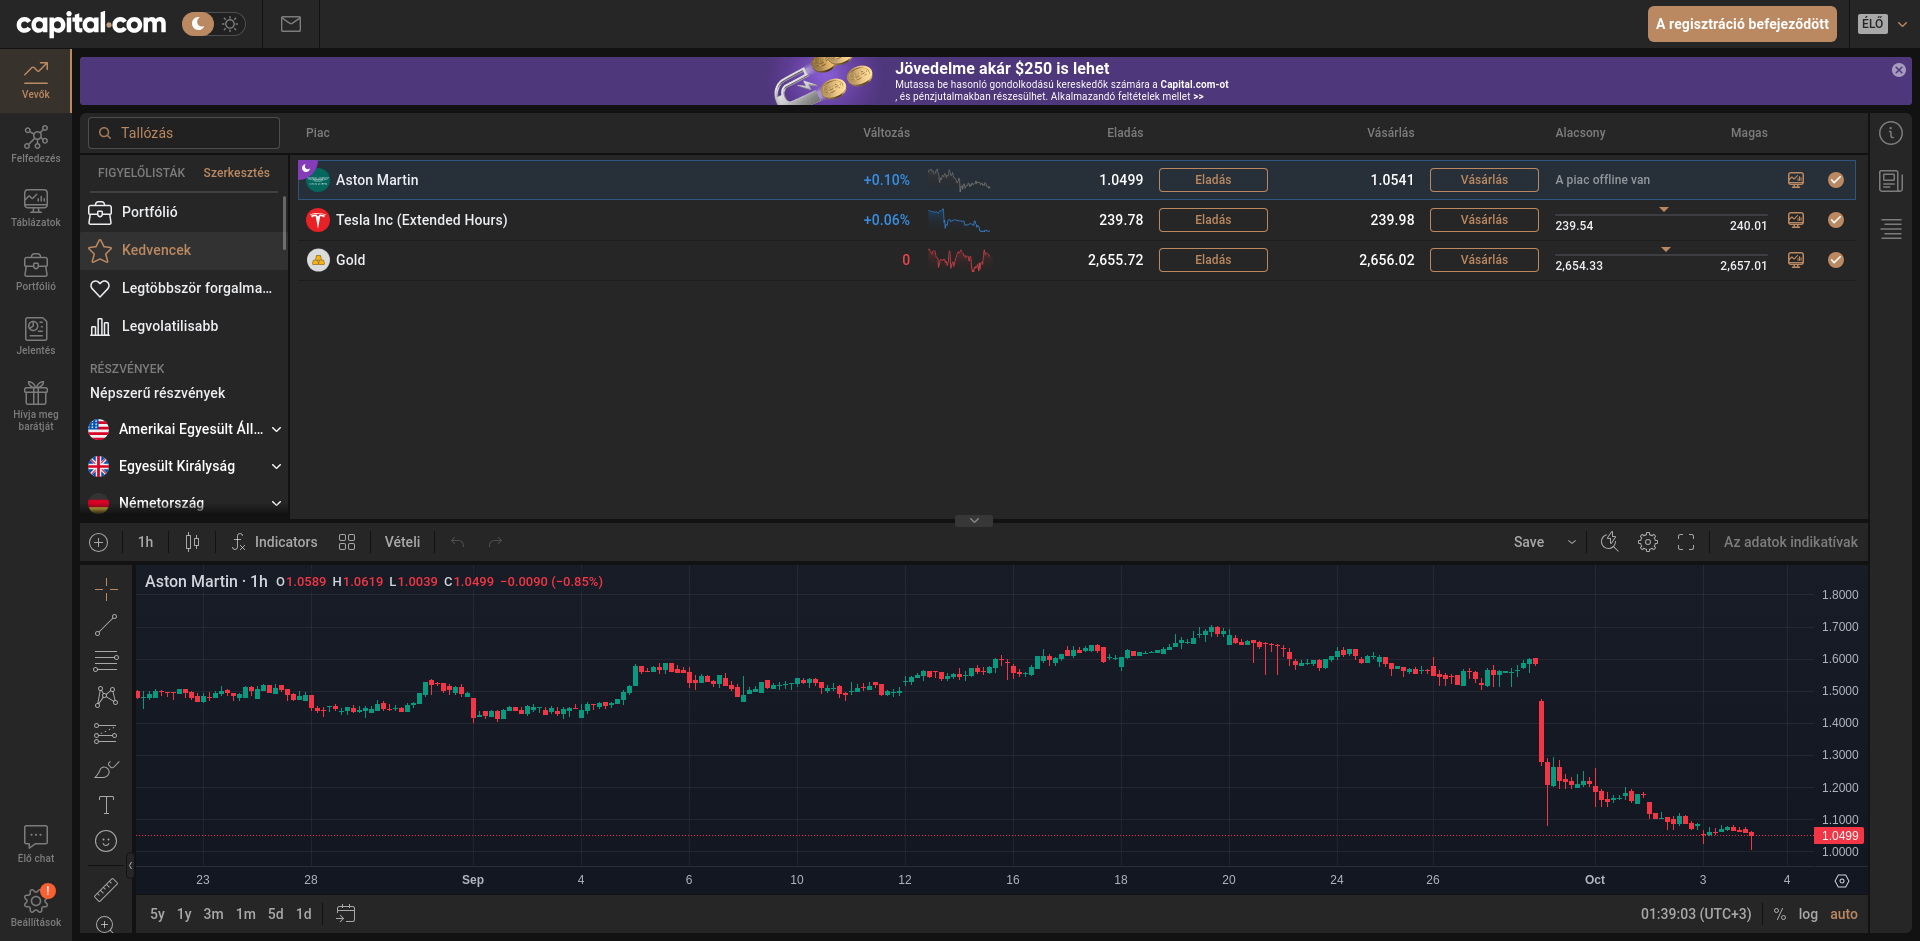 capital.com
A regisztráció befejeződött
ÉLŐ
Vevők
Felfedezés
Táblázatok
Portfólió
Jelentés
Hívja meg
barátját
Élő chat
Beállítások
Jövedelme akár $250 is lehet
Mutassa be hasonló gondolkodású kereskedők számára a Capital.com-ot
, és pénzjutalmakban részesülhet. Alkalmazandó feltételek mellet >>
Tallózás
FIGYELŐLISTÁK Szerkesztés
Portfólió
Kedvencek
Legtöbbször forgalma...
Legvolatilisabb
RÉSZVÉNYEK
Népszerű részvények
Amerikai Egyesült Áll...
Egyesült Királyság
Németország
Piac Változás Eladás Vásárlás Alacsony Magas
Aston Martin +0.10% 1.0499 Eladás 1.0541 Vásárlás A piac offline van
Tesla Inc (Extended Hours) +0.06% 239.78 Eladás 239.98 Vásárlás 239.54 240.01
Gold 0 2,655.72 Eladás 2,656.02 Vásárlás 2,654.33 2,657.01
1h Indicators Vételi Save Az adatok indikatívak
Aston Martin · 1h O1.0589 H1.0619 L1.0039 C1.0499 −0.0090 (−0.85%)
1.8000
1.7000
1.6000
1.5000
1.4000
1.3000
1.2000
1.1000
1.0499
1.0000
23 28 Sep 4 6 10 12 16 18 20 24 26 Oct 3 4
5y 1y 3m 1m 5d 1d 01:39:03 (UTC+3) % log auto